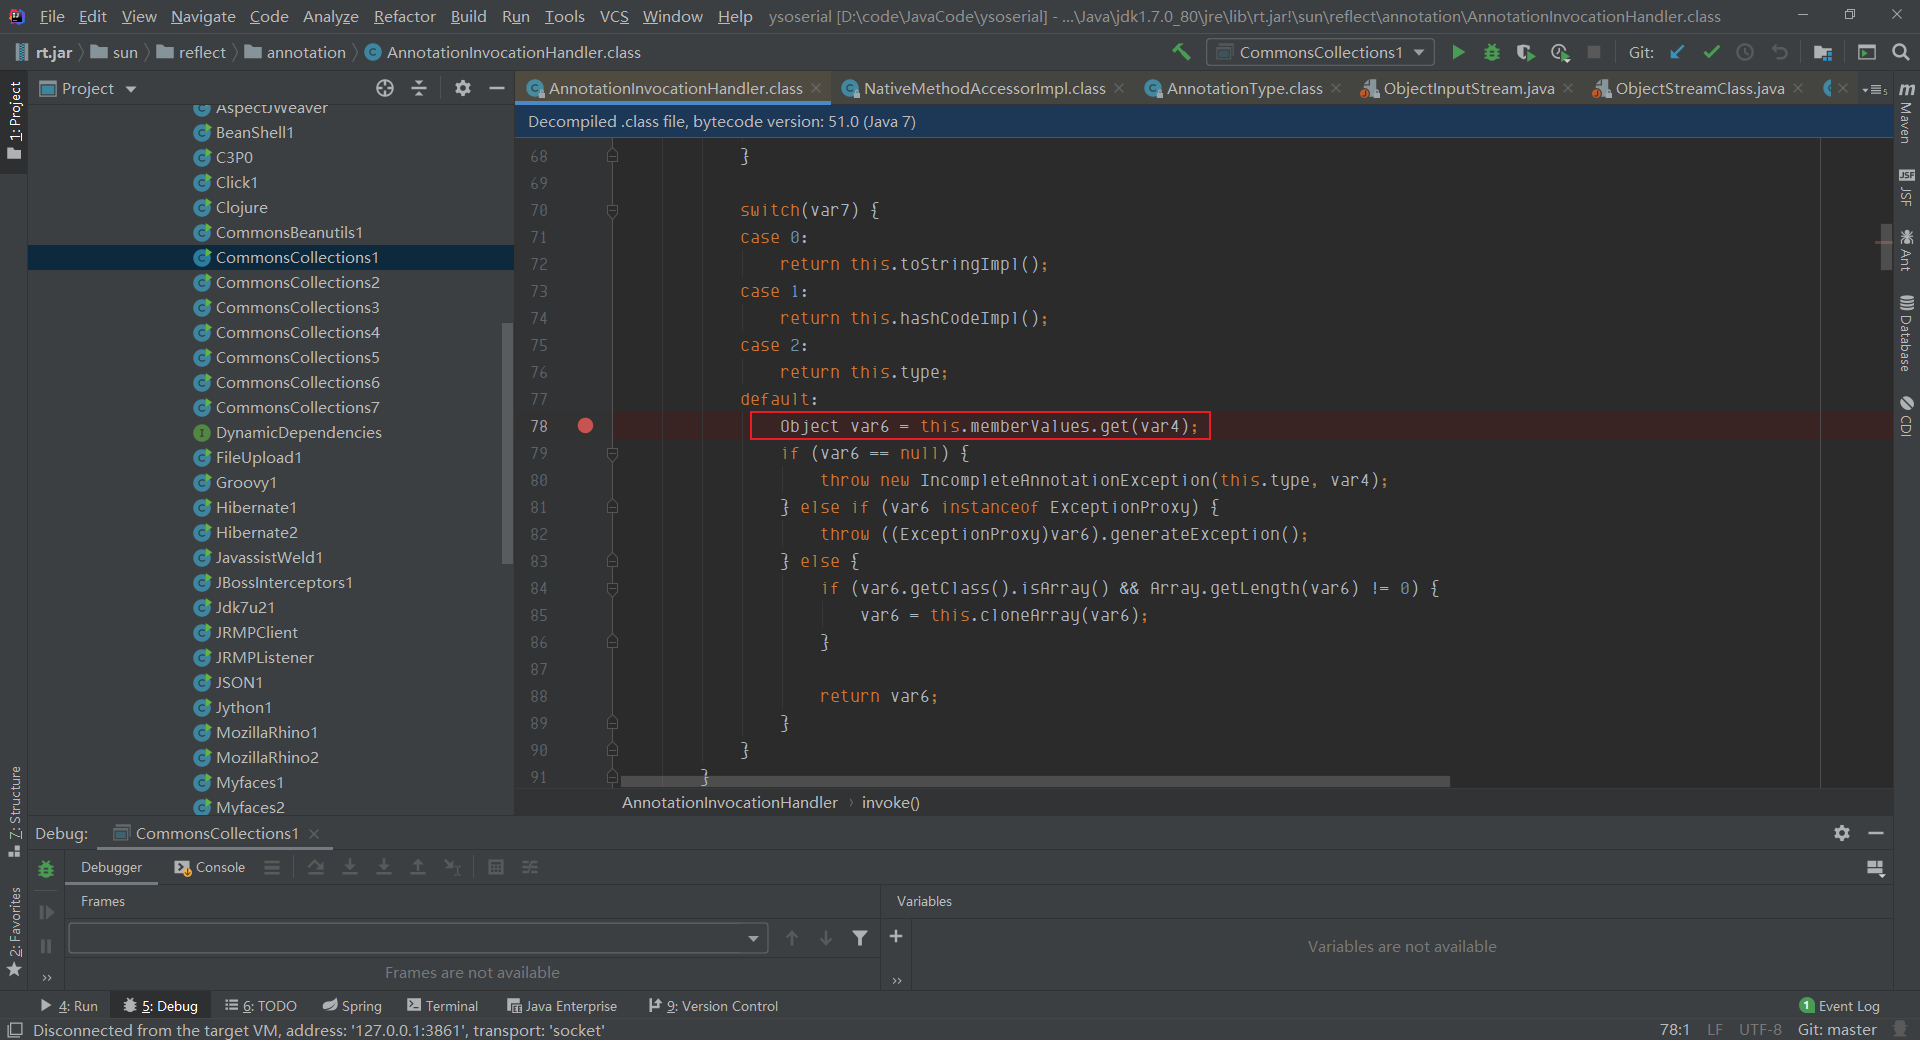 File Edit View Navigate Code Analyze Refactor Build Run Tools VCS Window Help ysoserial [D:\code\JavaCode\ysoserial] - ...\Java\jdk1.7.0_80\jre\lib\rt.jar!\sun\reflect\annotation\AnnotationInvocationHandler.class
rt.jar sun reflect annotation AnnotationInvocationHandler.class CommonsCollections1 Git:
1: Project
Project
AnnotationInvocationHandler.class NativeMethodAccessorImpl.class AnnotationType.class ObjectInputStream.java ObjectStreamClass.java
Decompiled .class file, bytecode version: 51.0 (Java 7)
AspectJWeaver
BeanShell1
C3P0
Click1
Clojure
CommonsBeanutils1
CommonsCollections1
CommonsCollections2
CommonsCollections3
CommonsCollections4
CommonsCollections5
CommonsCollections6
CommonsCollections7
DynamicDependencies
FileUpload1
Groovy1
Hibernate1
Hibernate2
JavassistWeld1
JBossInterceptors1
Jdk7u21
JRMPClient
JRMPListener
JSON1
Jython1
MozillaRhino1
MozillaRhino2
Myfaces1
Myfaces2
68 }
69
70 switch(var7) {
71 case 0:
72 return this.toStringImpl();
73 case 1:
74 return this.hashCodeImpl();
75 case 2:
76 return this.type;
77 default:
78 Object var6 = this.memberValues.get(var4);
79 if (var6 == null) {
80 throw new IncompleteAnnotationException(this.type, var4);
81 } else if (var6 instanceof ExceptionProxy) {
82 throw ((ExceptionProxy)var6).generateException();
83 } else {
84 if (var6.getClass().isArray() && Array.getLength(var6) != 0) {
85 var6 = this.cloneArray(var6);
86 }
87
88 return var6;
89 }
90 }
91 }
AnnotationInvocationHandler › invoke()
Maven
JSF
Ant
Database
CDI
7: Structure
2: Favorites
Debug: CommonsCollections1
Debugger Console
Frames
Variables
Frames are not available
Variables are not available
4: Run 5: Debug 6: TODO Spring Terminal Java Enterprise 9: Version Control 1 Event Log
Disconnected from the target VM, address: '127.0.0.1:3861', transport: 'socket' 78:1 LF UTF-8 Git: master